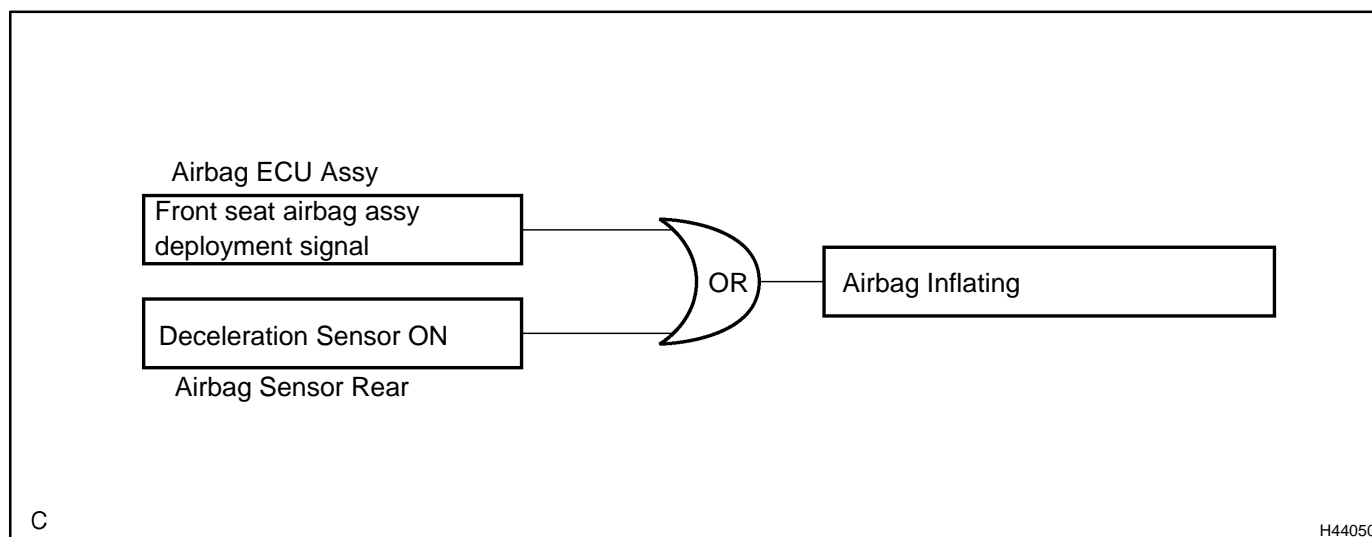 Airbag ECU Assy
Front seat airbag assy
deployment signal
OR
Airbag Inflating
Deceleration Sensor ON
Airbag Sensor Rear
C
H44050